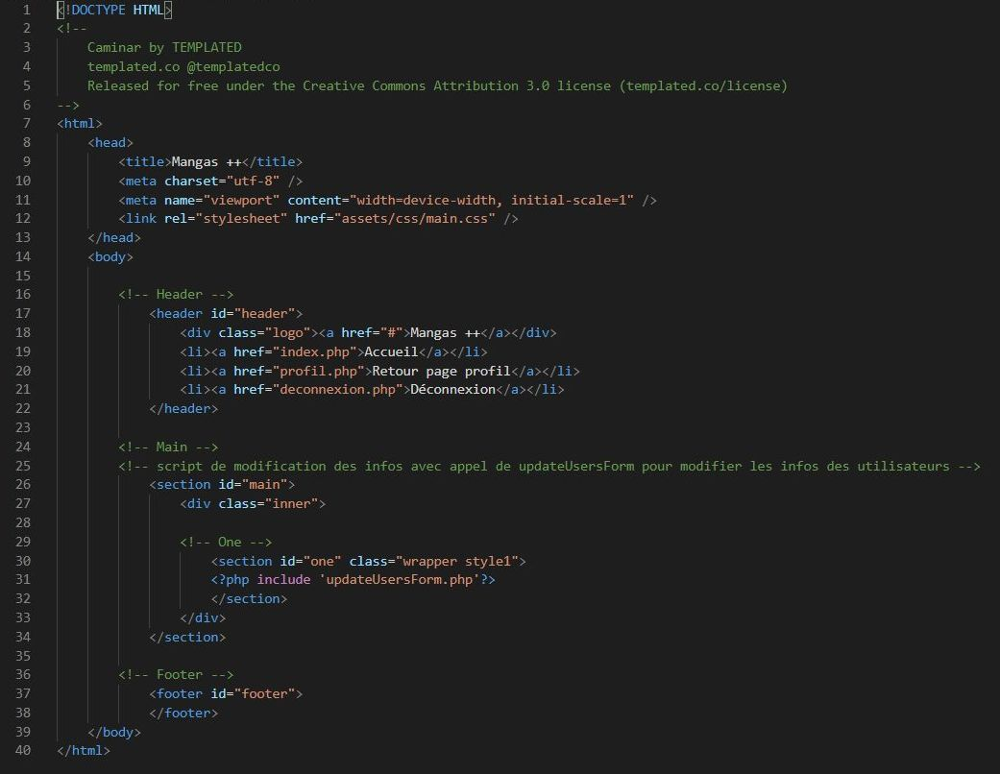 1 <!DOCTYPE HTML>
2 <!--
3 Caminar by TEMPLATED
4 templated.co @templatedco
5 Released for free under the Creative Commons Attribution 3.0 license (templated.co/license)
6 -->
7 <html>
8 <head>
9 <title>Mangas ++</title>
10 <meta charset="utf-8" />
11 <meta name="viewport" content="width=device-width, initial-scale=1" />
12 <link rel="stylesheet" href="assets/css/main.css" />
13 </head>
14 <body>
15
16 <!-- Header -->
17 <header id="header">
18 <div class="logo"><a href="#">Mangas ++</a></div>
19 <li><a href="index.php">Accueil</a></li>
20 <li><a href="profil.php">Retour page profil</a></li>
21 <li><a href="deconnexion.php">Déconnexion</a></li>
22 </header>
23
24 <!-- Main -->
25 <!-- script de modification des infos avec appel de updateUsersForm pour modifier les infos des utilisateurs -->
26 <section id="main">
27 <div class="inner">
28
29 <!-- One -->
30 <section id="one" class="wrapper style1">
31 <?php include 'updateUsersForm.php'?>
32 </section>
33 </div>
34 </section>
35
36 <!-- Footer -->
37 <footer id="footer">
38 </footer>
39 </body>
40 </html>